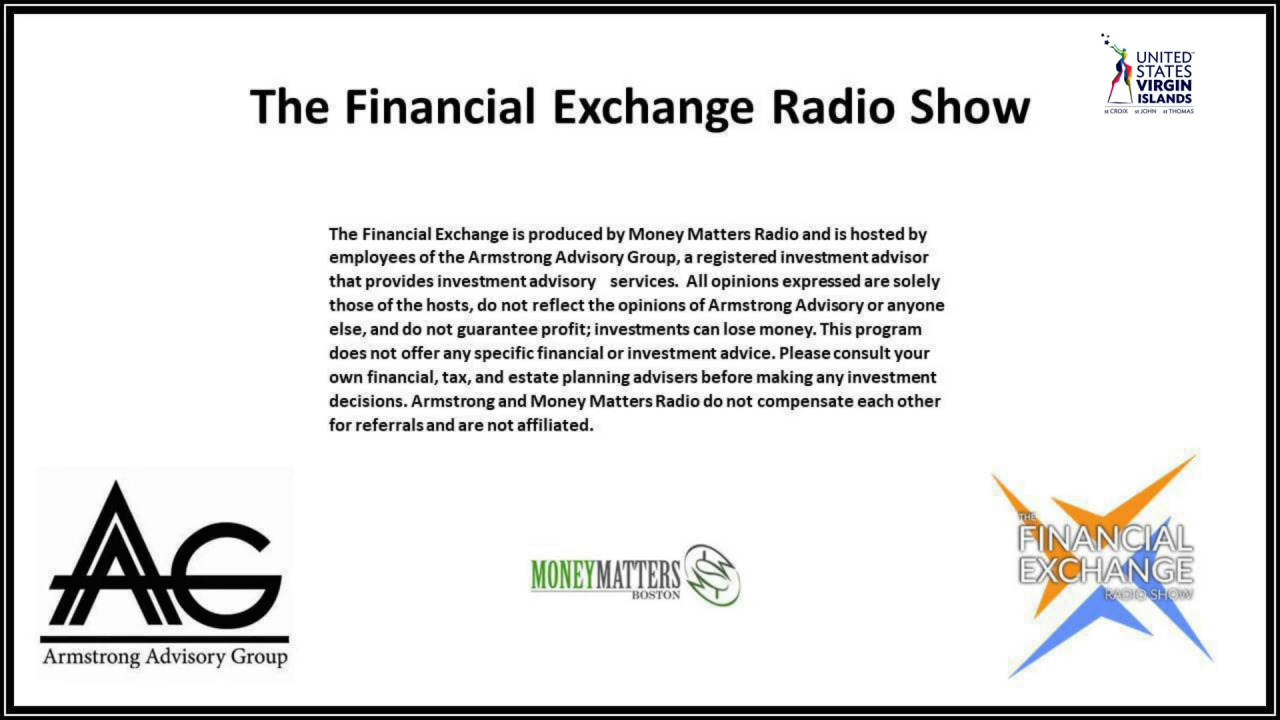 UNITED
STATES
VIRGIN
ISLANDS
st CROIX st JOHN st THOMAS
The Financial Exchange Radio Show
The Financial Exchange is produced by Money Matters Radio and is hosted by
employees of the Armstrong Advisory Group, a registered investment advisor
that provides investment advisory services. All opinions expressed are solely
those of the hosts, do not reflect the opinions of Armstrong Advisory or anyone
else, and do not guarantee profit; investments can lose money. This program
does not offer any specific financial or investment advice. Please consult your
own financial, tax, and estate planning advisers before making any investment
decisions. Armstrong and Money Matters Radio do not compensate each other
for referrals and are not affiliated.
AG
Armstrong Advisory Group
MONEYMATTERS
BOSTON
THE
FINANCIAL
EXCHANGE
RADIO SHOW